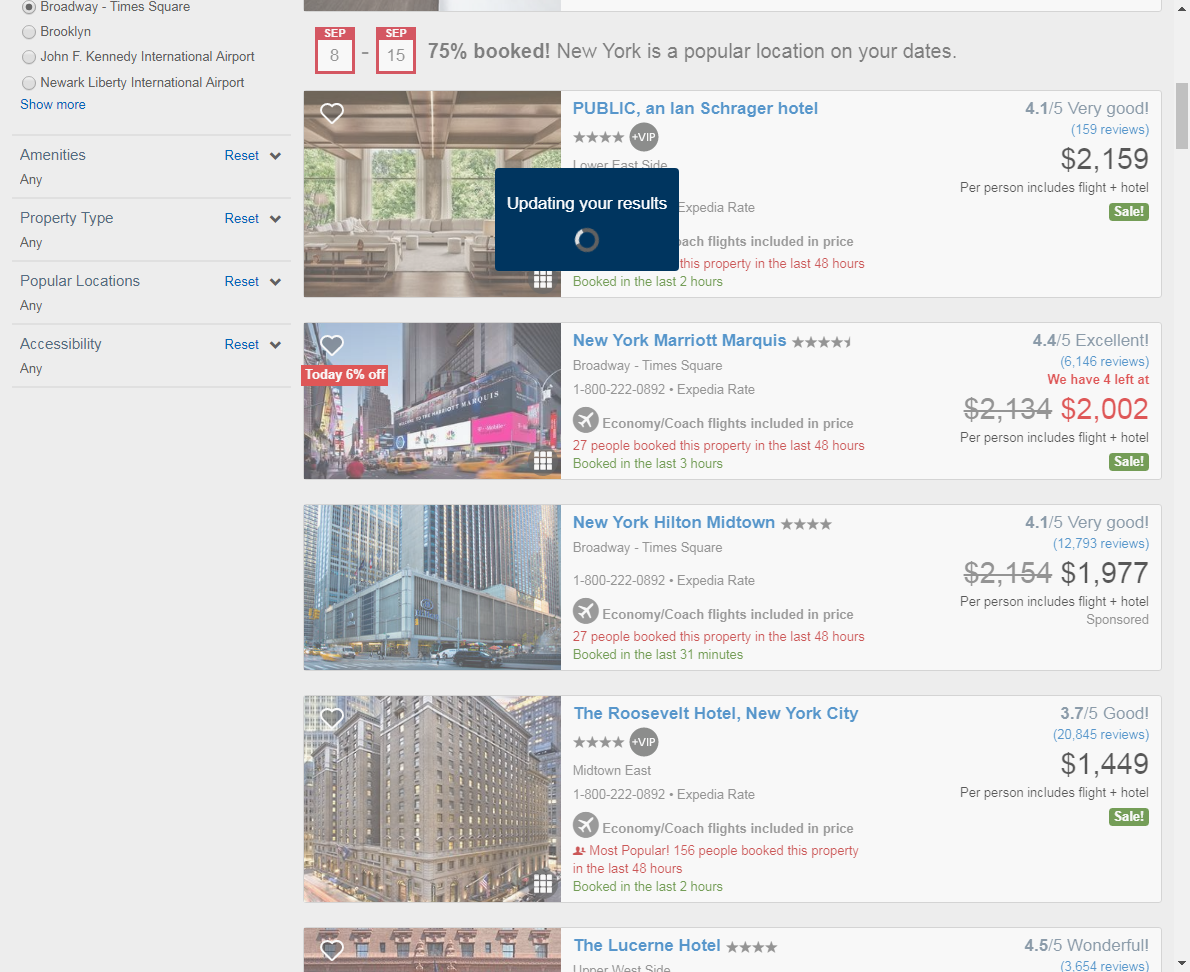 Broadway - Times Square
Brooklyn
John F. Kennedy International Airport
Newark Liberty International Airport
Show more
Amenities Reset
Any
Property Type Reset
Any
Popular Locations Reset
Any
Accessibility Reset
Any
SEP
8
-
SEP
15
75% booked! New York is a popular location on your dates.
PUBLIC, an Ian Schrager hotel
+VIP
Lower East Side
Expedia Rate
Coach flights included in price
this property in the last 48 hours
Booked in the last 2 hours
4.1/5 Very good!
(159 reviews)
$2,159
Per person includes flight + hotel
Sale!
Updating your results
Today 6% off
WELCOME TO THE MARRIOTT MARQUIS
T-Mobile
New York Marriott Marquis
Broadway - Times Square
1-800-222-0892 • Expedia Rate
Economy/Coach flights included in price
27 people booked this property in the last 48 hours
Booked in the last 3 hours
4.4/5 Excellent!
(6,146 reviews)
We have 4 left at
$2,134 $2,002
Per person includes flight + hotel
Sale!
New York Hilton Midtown
Broadway - Times Square
1-800-222-0892 • Expedia Rate
Economy/Coach flights included in price
27 people booked this property in the last 48 hours
Booked in the last 31 minutes
4.1/5 Very good!
(12,793 reviews)
$2,154 $1,977
Per person includes flight + hotel
Sponsored
The Roosevelt Hotel, New York City
+VIP
Midtown East
1-800-222-0892 • Expedia Rate
Economy/Coach flights included in price
Most Popular! 156 people booked this property
in the last 48 hours
Booked in the last 2 hours
3.7/5 Good!
(20,845 reviews)
$1,449
Per person includes flight + hotel
Sale!
The Lucerne Hotel
Upper West Side
4.5/5 Wonderful!
(3,654 reviews)